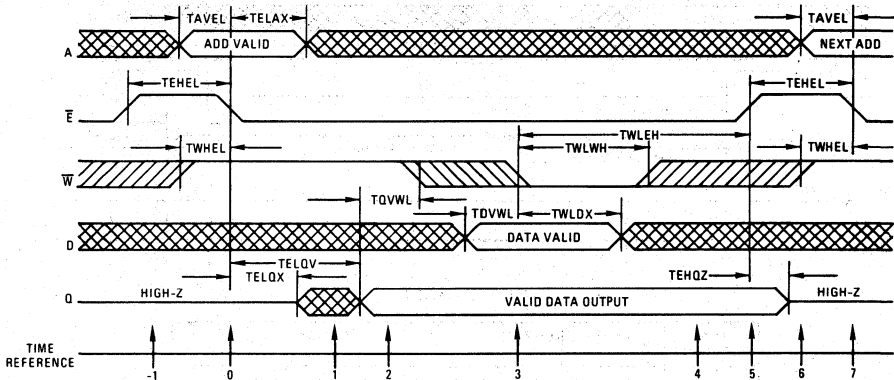 TAVEL TELAX TAVEL
A ADD VALID NEXT ADD
TEHEL TEHEL
E
TWLEH
TWHEL TWLWH TWHEL
W
TQVWL
TDVWL TWLDX
D DATA VALID
TELQV
TELQX TEHQZ
Q HIGH-Z VALID DATA OUTPUT HIGH-Z
TIME
REFERENCE
-1 0 1 2 3 4 5 6 7